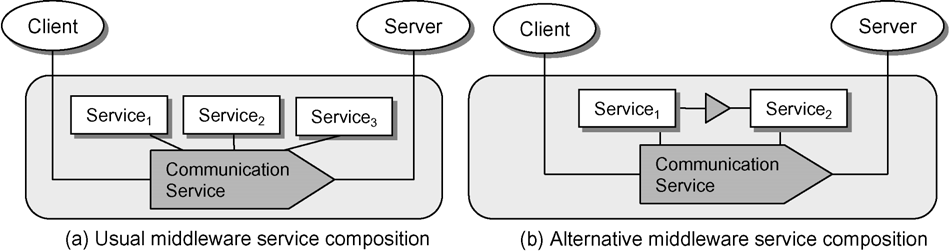 Client
Server
Service1
Service2
Service3
Communication
Service
(a) Usual middleware service composition
Client
Server
Service1
Service2
Communication
Service
(b) Alternative middleware service composition